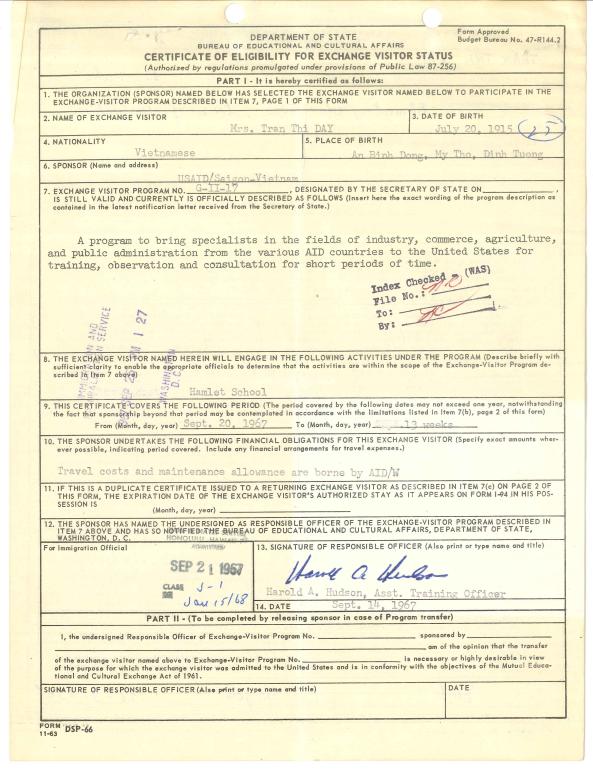 DEPARTMENT OF STATE
BUREAU OF EDUCATIONAL AND CULTURAL AFFAIRS
Form Approved
Budget Bureau No. 47-R144.2
CERTIFICATE OF ELIGIBILITY FOR EXCHANGE VISITOR STATUS
(Authorized by regulations promulgated under provisions of Public Law 87-256)
PART I - It is hereby certified as follows:
1. THE ORGANIZATION (SPONSOR) NAMED BELOW HAS SELECTED THE EXCHANGE VISITOR NAMED BELOW TO PARTICIPATE IN THE
EXCHANGE-VISITOR PROGRAM DESCRIBED IN ITEM 7, PAGE 1 OF THIS FORM
2. NAME OF EXCHANGE VISITOR
Mrs. Tran Thi DAY
3. DATE OF BIRTH
July 20, 1915
4. NATIONALITY
Vietnamese
5. PLACE OF BIRTH
An Binh Dong, My Tho, Dinh Tuong
6. SPONSOR (Name and address)
USAID/Saigon-Vietnam
7. EXCHANGE VISITOR PROGRAM NO. G-II-17, DESIGNATED BY THE SECRETARY OF STATE ON
IS STILL VALID AND CURRENTLY IS OFFICIALLY DESCRIBED AS FOLLOWS (Insert here the exact wording of the program description as
contained in the latest notification letter received from the Secretary of State.)
A program to bring specialists in the fields of industry, commerce, agriculture,
and public administration from the various AID countries to the United States for
training, observation and consultation for short periods of time.
Index Checked - (WAS)
File No.:
To:
By:
8. THE EXCHANGE VISITOR NAMED HEREIN WILL ENGAGE IN THE FOLLOWING ACTIVITIES UNDER THE PROGRAM (Describe briefly with
sufficient clarity to enable the appropriate officials to determine that the activities are within the scope of the Exchange-Visitor Program de-
scribed in Item 7 above)
Hamlet School
9. THIS CERTIFICATE COVERS THE FOLLOWING PERIOD (The period covered by the following dates may not exceed one year, notwithstanding
the fact that sponsorship beyond that period may be contemplated in accordance with the limitations listed in Item 7(b), page 2 of this form)
From (Month, day, year) Sept. 20, 1967 To (Month, day, year) 13 weeks
10. THE SPONSOR UNDERTAKES THE FOLLOWING FINANCIAL OBLIGATIONS FOR THIS EXCHANGE VISITOR (Specify exact amounts wher-
ever possible, indicating period covered. Include any financial arrangements for travel expenses.)
Travel costs and maintenance allowance are borne by AID/W
11. IF THIS IS A DUPLICATE CERTIFICATE ISSUED TO A RETURNING EXCHANGE VISITOR AS DESCRIBED IN ITEM 7(e) ON PAGE 2 OF
THIS FORM, THE EXPIRATION DATE OF THE EXCHANGE VISITOR'S AUTHORIZED STAY AS IT APPEARS ON FORM I-94 IN HIS POS-
SESSION IS
(Month, day, year)
12. THE SPONSOR HAS NAMED THE UNDERSIGNED AS RESPONSIBLE OFFICER OF THE EXCHANGE-VISITOR PROGRAM DESCRIBED IN
ITEM 7 ABOVE AND HAS SO NOTIFIED THE BUREAU OF EDUCATIONAL AND CULTURAL AFFAIRS, DEPARTMENT OF STATE,
WASHINGTON, D. C.
For Immigration Official
SEP 21 1967
CLASS J-1
Jan 15/68
13. SIGNATURE OF RESPONSIBLE OFFICER (Also print or type name and title)
Harold A Hudson
Harold A. Hudson, Asst. Training Officer
14. DATE Sept. 14, 1967
PART II - (To be completed by releasing sponsor in case of Program transfer)
I, the undersigned Responsible Officer of Exchange-Visitor Program No. sponsored by
am of the opinion that the transfer
of the exchange visitor named above to Exchange-Visitor Program No. is necessary or highly desirable in view
of the purpose for which the exchange visitor was admitted to the United States and is in conformity with the objectives of the Mutual Educa-
tional and Cultural Exchange Act of 1961.
SIGNATURE OF RESPONSIBLE OFFICER (Also print or type name and title)
DATE
FORM DSP-66
11-63